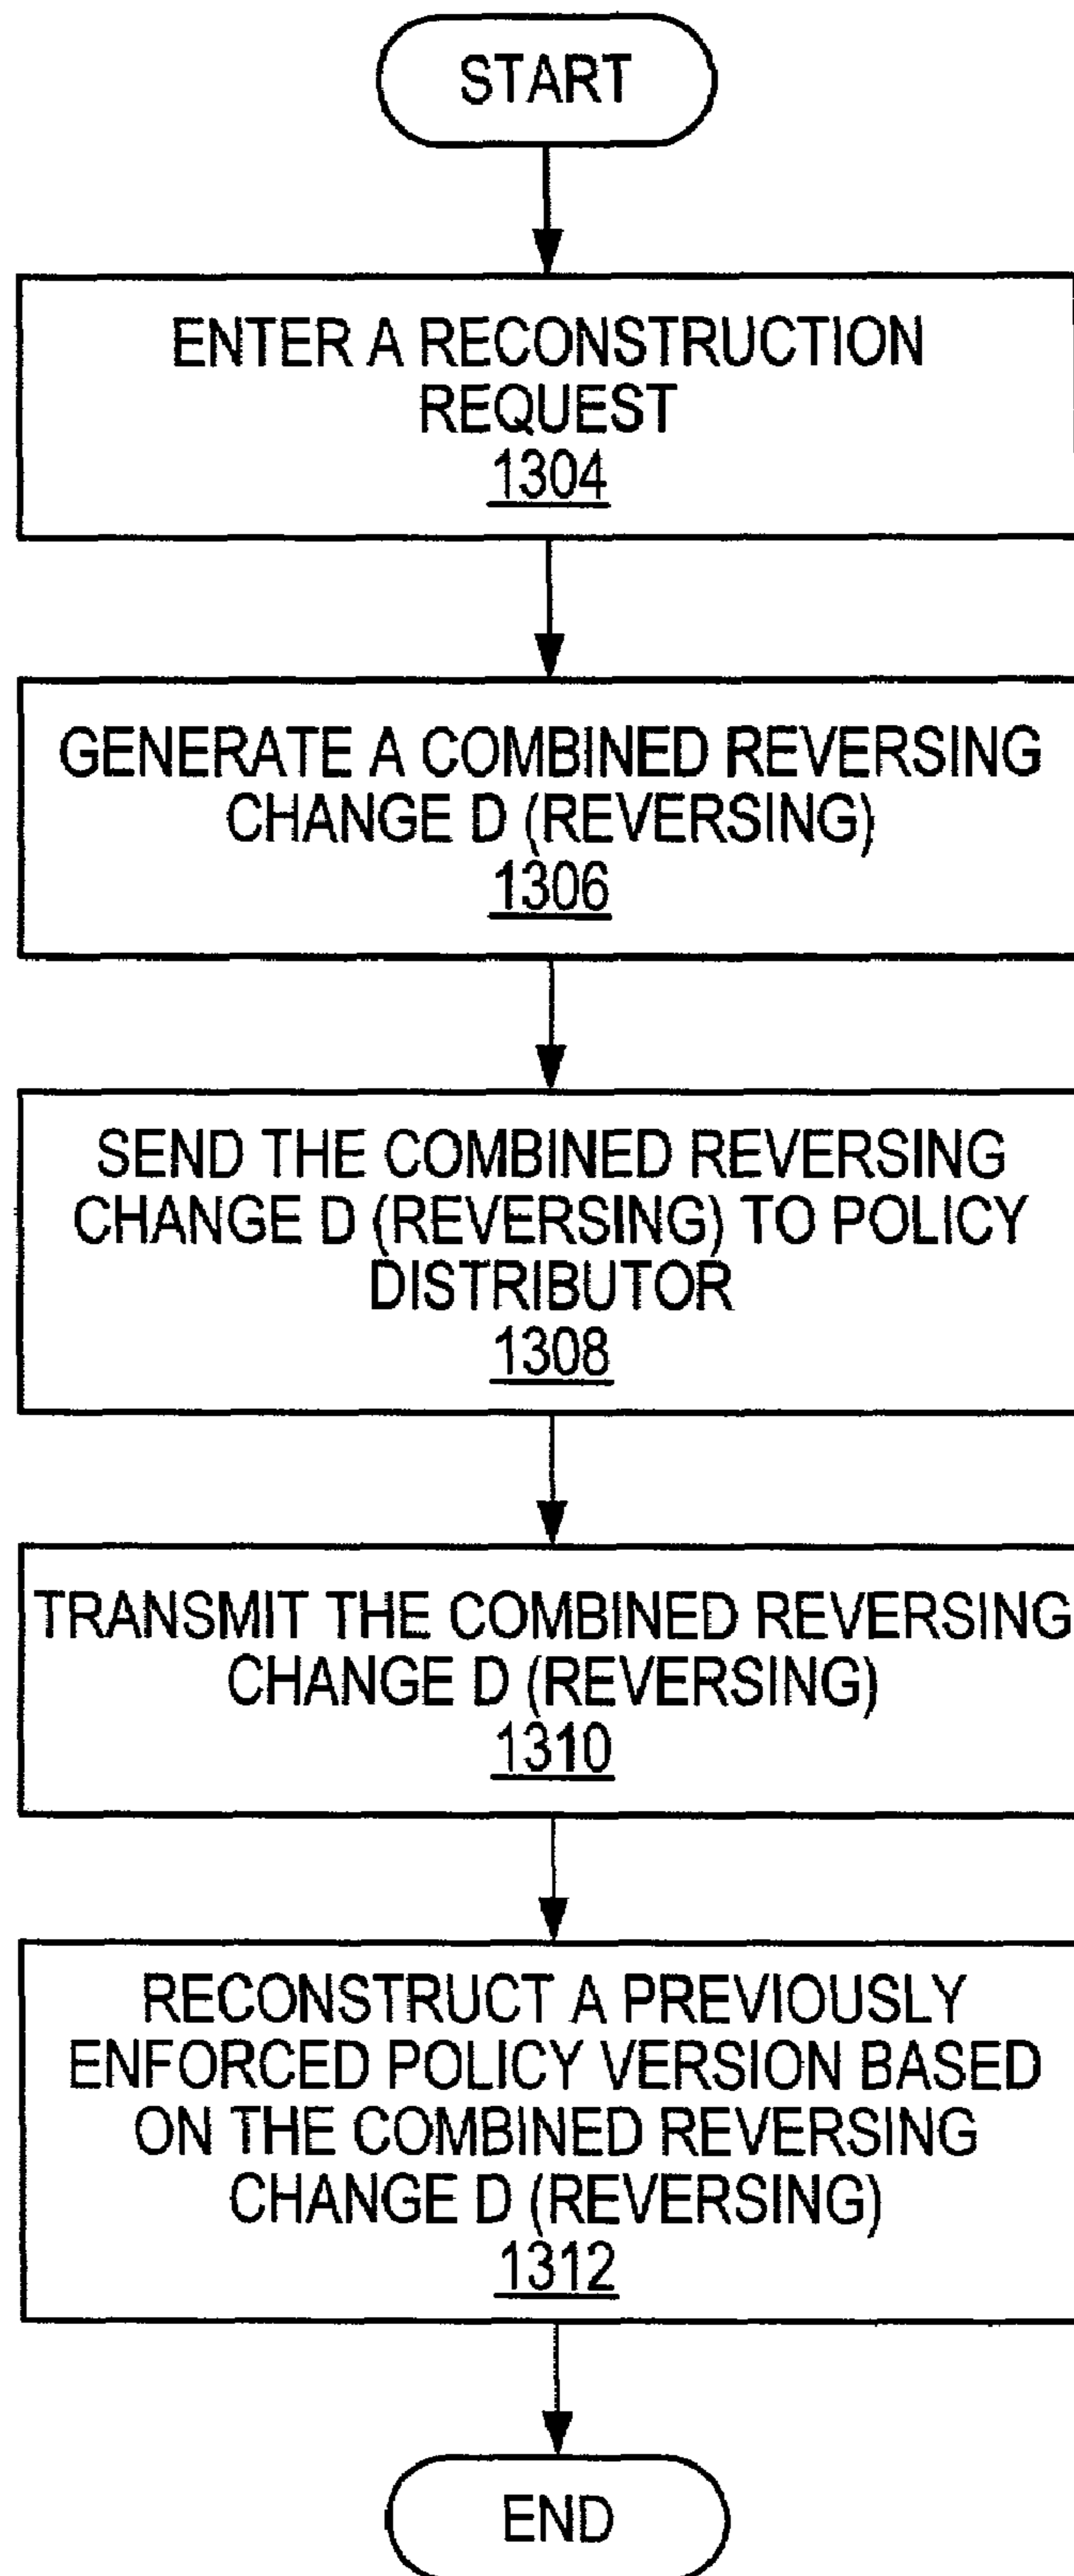 START
ENTER A RECONSTRUCTION
REQUEST
1304
GENERATE A COMBINED REVERSING
CHANGE D (REVERSING)
1306
SEND THE COMBINED REVERSING
CHANGE D (REVERSING) TO POLICY
DISTRIBUTOR
1308
TRANSMIT THE COMBINED REVERSING
CHANGE D (REVERSING)
1310
RECONSTRUCT A PREVIOUSLY
ENFORCED POLICY VERSION BASED
ON THE COMBINED REVERSING
CHANGE D (REVERSING)
1312
END